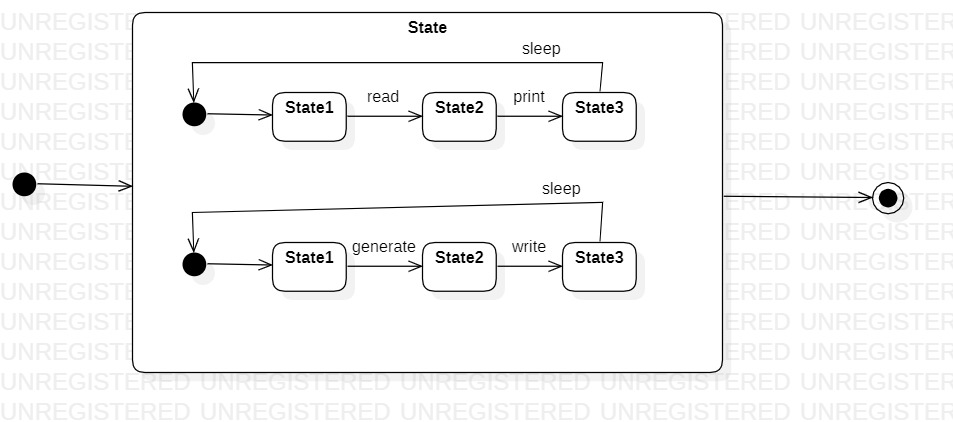 State
sleep
read
print
State1
State2
State3
sleep
generate
write
State1
State2
State3
UNREGISTERED UNREGISTERED UNREGISTERED UNREGISTERED UNREGISTERED